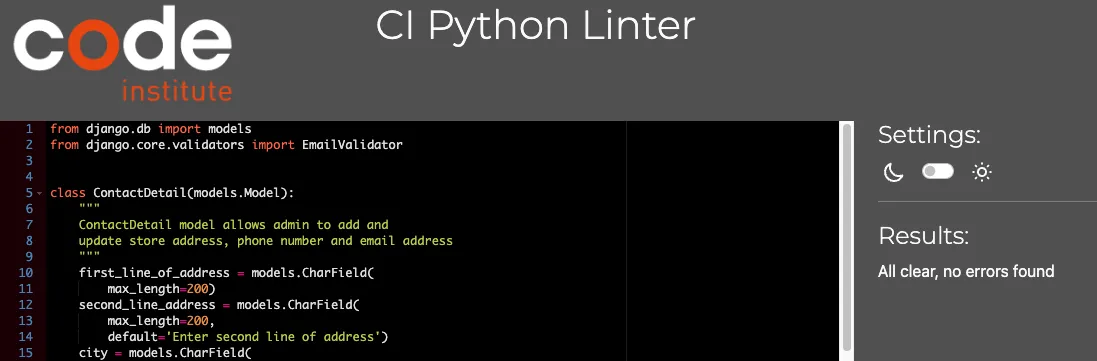 code
institute
CI Python Linter
1 from django.db import models
2 from django.core.validators import EmailValidator
3
4
5 class ContactDetail(models.Model):
6 """
7 ContactDetail model allows admin to add and
8 update store address, phone number and email address
9 """
10 first_line_of_address = models.CharField(
11 max_length=200)
12 second_line_address = models.CharField(
13 max_length=200,
14 default='Enter second line of address')
15 city = models.CharField(
Settings:
Results:
All clear, no errors found